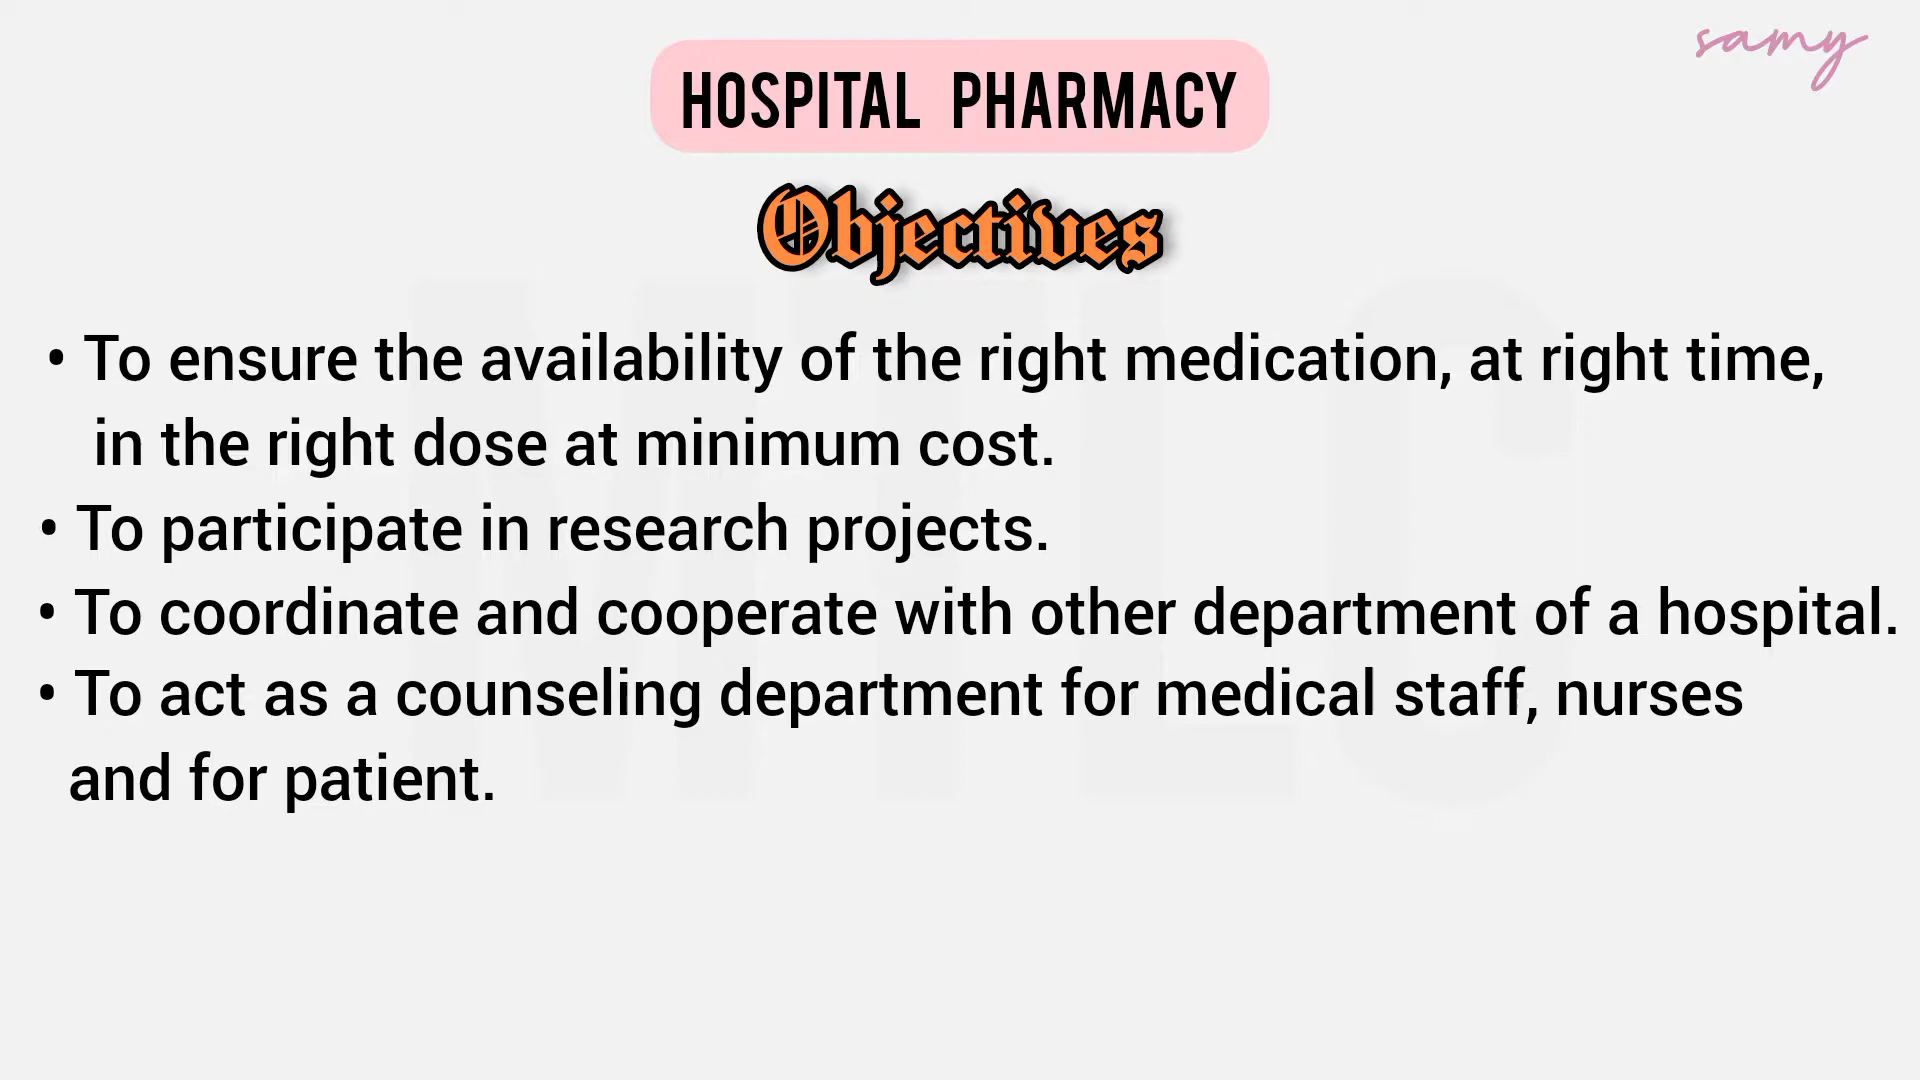 samy
HOSPITAL PHARMACY
Objectives
• To ensure the availability of the right medication, at right time,
in the right dose at minimum cost.
• To participate in research projects.
• To coordinate and cooperate with other department of a hospital.
• To act as a counseling department for medical staff, nurses
and for patient.